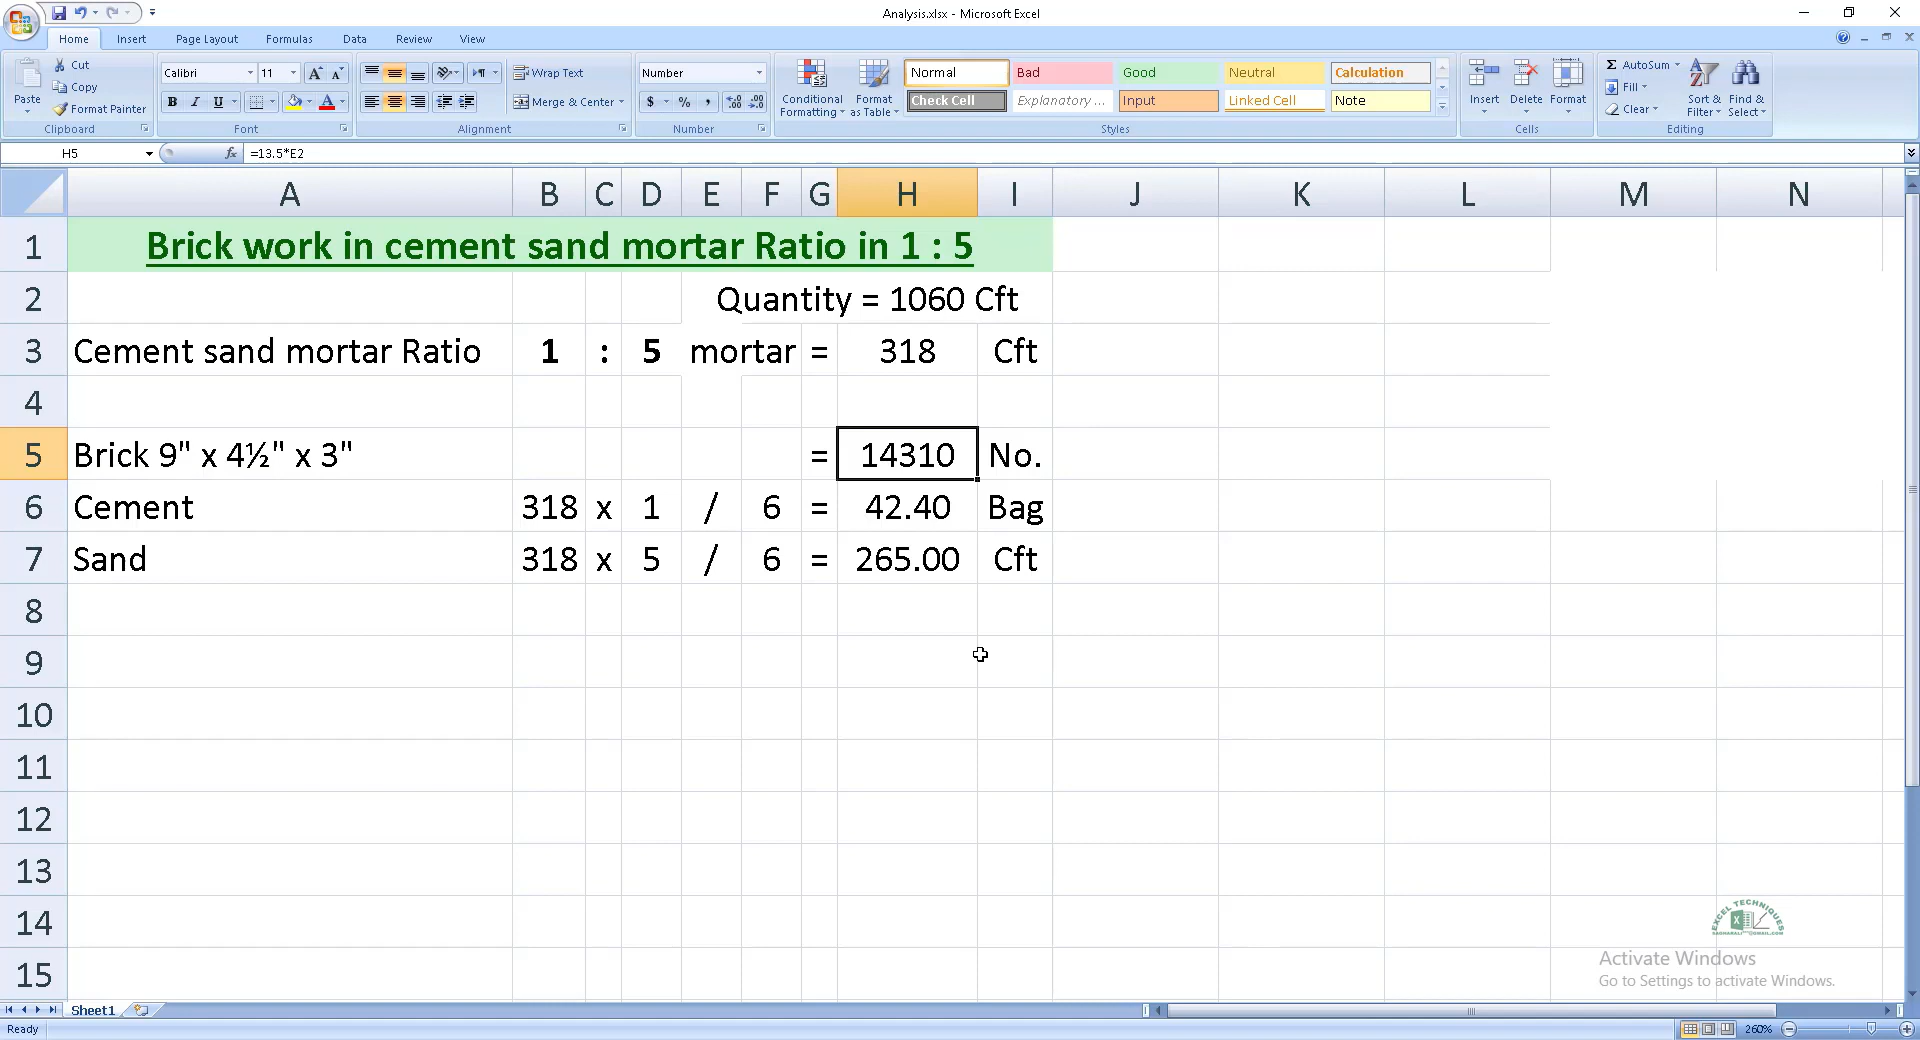 Analysis.xlsx - Microsoft Excel
Home Insert Page Layout Formulas Data Review View
Paste Cut Copy Format Painter Clipboard
Calibri 11 A A B I U A Font
Wrap Text Merge & Center Alignment
Number $ % , Number
Conditional Formatting Format as Table Normal Bad Good Neutral Calculation
Check Cell Explanatory ... Input Linked Cell Note
Styles
Insert Delete Format Cells
Σ AutoSum Fill Clear Sort & Filter Find & Select Editing
H5 fx =13.5*E2
A B C D E F G H I J K L M N
1 Brick work in cement sand mortar Ratio in 1 : 5
2 Quantity = 1060 Cft
3 Cement sand mortar Ratio 1 : 5 mortar = 318 Cft
4
5 Brick 9" x 4½" x 3" = 14310 No.
6 Cement 318 x 1 / 6 = 42.40 Bag
7 Sand 318 x 5 / 6 = 265.00 Cft
8
9
10
11
12
13
14
15
EXCEL TECHNIQUES
Activate Windows
Go to Settings to activate Windows.
Sheet1
Ready 260%